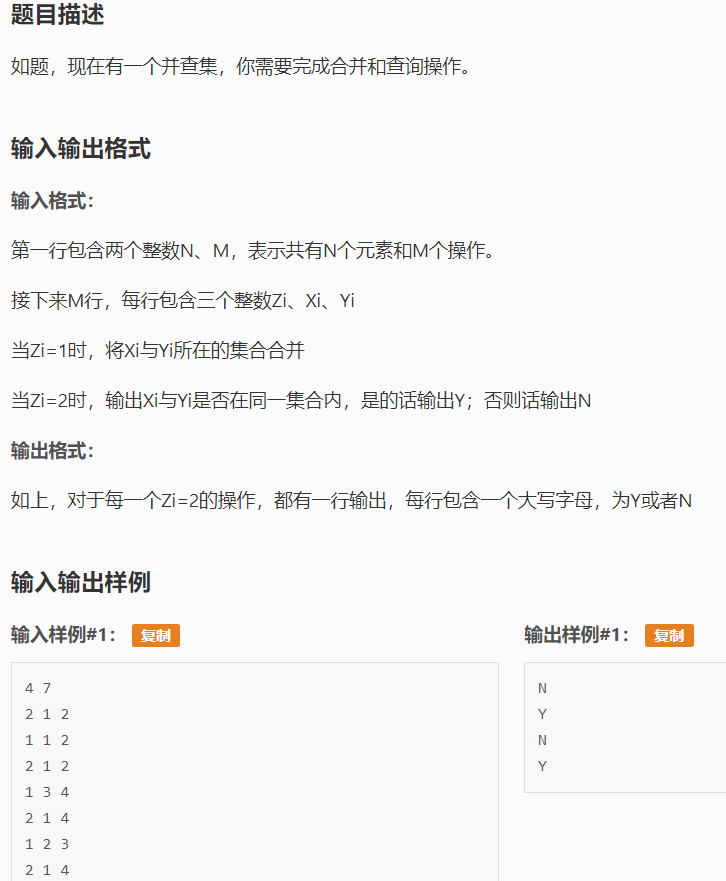 题目描述
如题，现在有一个并查集，你需要完成合并和查询操作。
输入输出格式
输入格式：
第一行包含两个整数N、M，表示共有N个元素和M个操作。
接下来M行，每行包含三个整数Zi、Xi、Yi
当Zi=1时，将Xi与Yi所在的集合合并
当Zi=2时，输出Xi与Yi是否在同一集合内，是的话输出Y；否则话输出N
输出格式：
如上，对于每一个Zi=2的操作，都有一行输出，每行包含一个大写字母，为Y或者N
输入输出样例
输入样例#1： 复制
4 7
2 1 2
1 1 2
2 1 2
1 3 4
2 1 4
1 2 3
2 1 4
输出样例#1： 复制
N
Y
N
Y